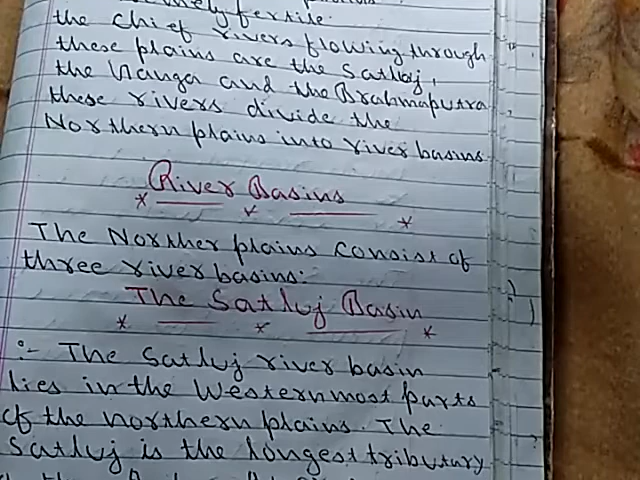 fertile.
the chief rivers flowing through
these plains are the Satluj,
the Nanga and the Brahmaputra
these rivers divide the
Northern plains into river basins
River Basins
The Norther plains consist of
three river basins:
The Satluj Basin
:- The Satluj river basin
lies in the Westernmost parts
of the northern plains. The
Satluj is the longest tributary